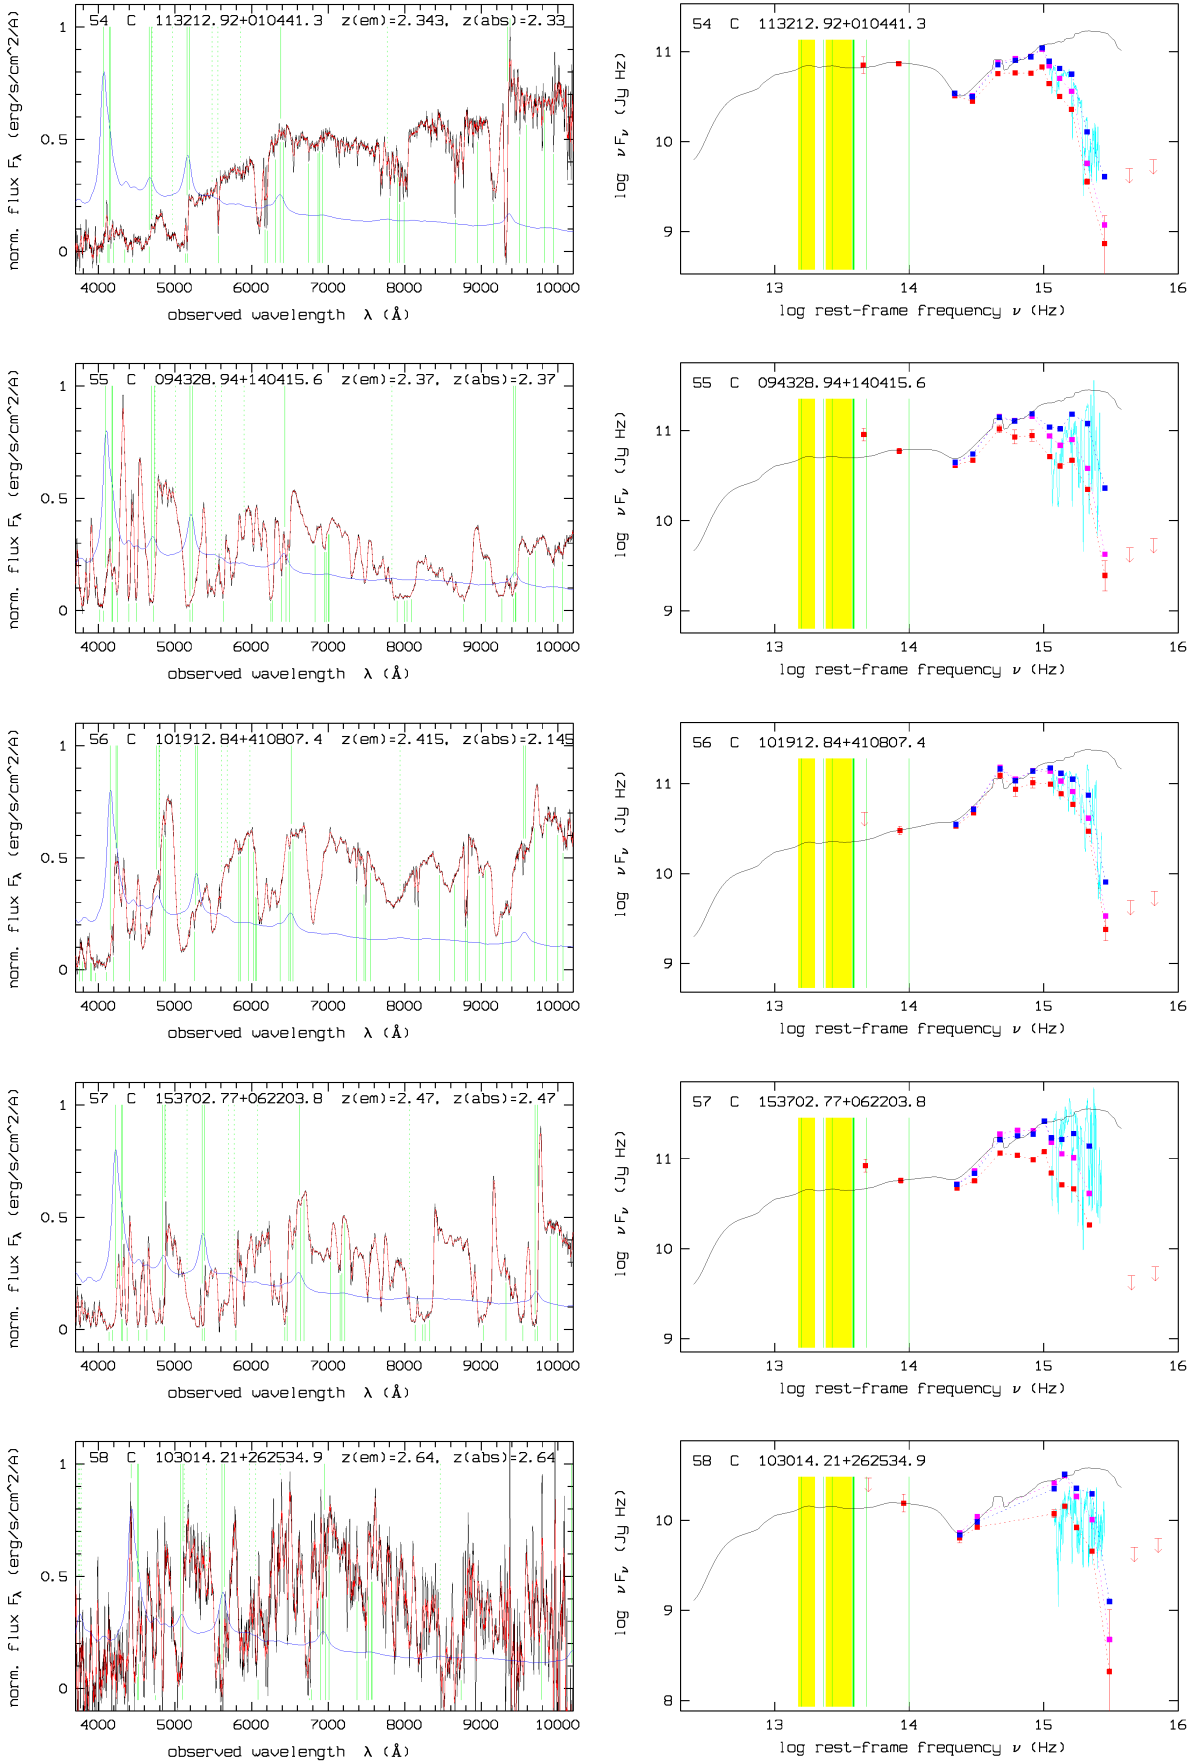 54 C 113212.92+010441.3 z(em)=2.343, z(abs)=2.33
1
0.5
0
norm. flux Fλ (erg/s/cm^2/A)
4000 5000 6000 7000 8000 9000 10000
observed wavelength λ (Å)
54 C 113212.92+010441.3
11
10
9
log νFν (Jy Hz)
13 14 15 16
log rest-frame frequency ν (Hz)
55 C 094328.94+140415.6 z(em)=2.37, z(abs)=2.37
1
0.5
0
norm. flux Fλ (erg/s/cm^2/A)
4000 5000 6000 7000 8000 9000 10000
observed wavelength λ (Å)
55 C 094328.94+140415.6
11
10
9
log νFν (Jy Hz)
13 14 15 16
log rest-frame frequency ν (Hz)
56 C 101912.84+410807.4 z(em)=2.415, z(abs)=2.145
1
0.5
0
norm. flux Fλ (erg/s/cm^2/A)
4000 5000 6000 7000 8000 9000 10000
observed wavelength λ (Å)
56 C 101912.84+410807.4
11
10
9
log νFν (Jy Hz)
13 14 15 16
log rest-frame frequency ν (Hz)
57 C 153702.77+062203.8 z(em)=2.47, z(abs)=2.47
1
0.5
0
norm. flux Fλ (erg/s/cm^2/A)
4000 5000 6000 7000 8000 9000 10000
observed wavelength λ (Å)
57 C 153702.77+062203.8
11
10
9
log νFν (Jy Hz)
13 14 15 16
log rest-frame frequency ν (Hz)
58 C 103014.21+262534.9 z(em)=2.64, z(abs)=2.64
1
0.5
0
norm. flux Fλ (erg/s/cm^2/A)
4000 5000 6000 7000 8000 9000 10000
observed wavelength λ (Å)
58 C 103014.21+262534.9
11
10
9
8
log νFν (Jy Hz)
13 14 15 16
log rest-frame frequency ν (Hz)